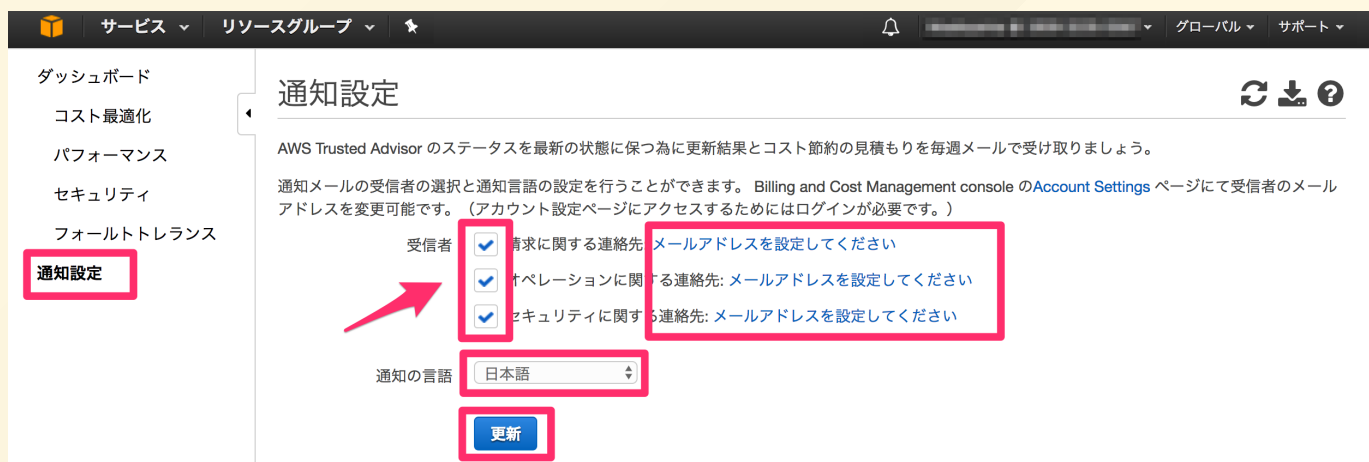 サービス リソースグループ グローバル サポート
ダッシュボード
コスト最適化
パフォーマンス
セキュリティ
フォールトトレランス
通知設定
通知設定
AWS Trusted Advisor のステータスを最新の状態に保つ為に更新結果とコスト節約の見積もりを毎週メールで受け取りましょう。
通知メールの受信者の選択と通知言語の設定を行うことができます。 Billing and Cost Management console のAccount Settings ページにて受信者のメール
アドレスを変更可能です。（アカウント設定ページにアクセスするためにはログインが必要です。）
受信者 請求に関する連絡先: メールアドレスを設定してください
オペレーションに関する連絡先: メールアドレスを設定してください
セキュリティに関する連絡先: メールアドレスを設定してください
通知の言語 日本語
更新